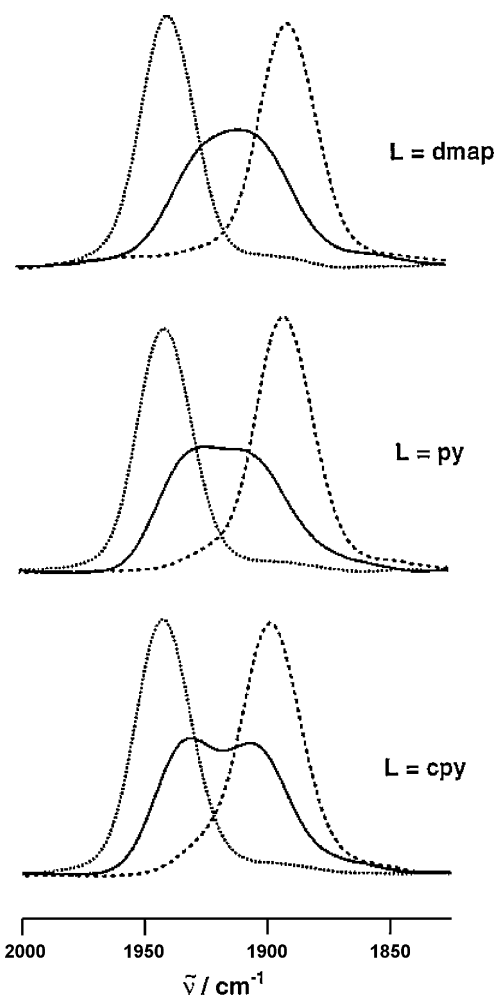 L = dmap
L = py
L = cpy
2000 1950 1900 1850
ṽ / cm⁻¹